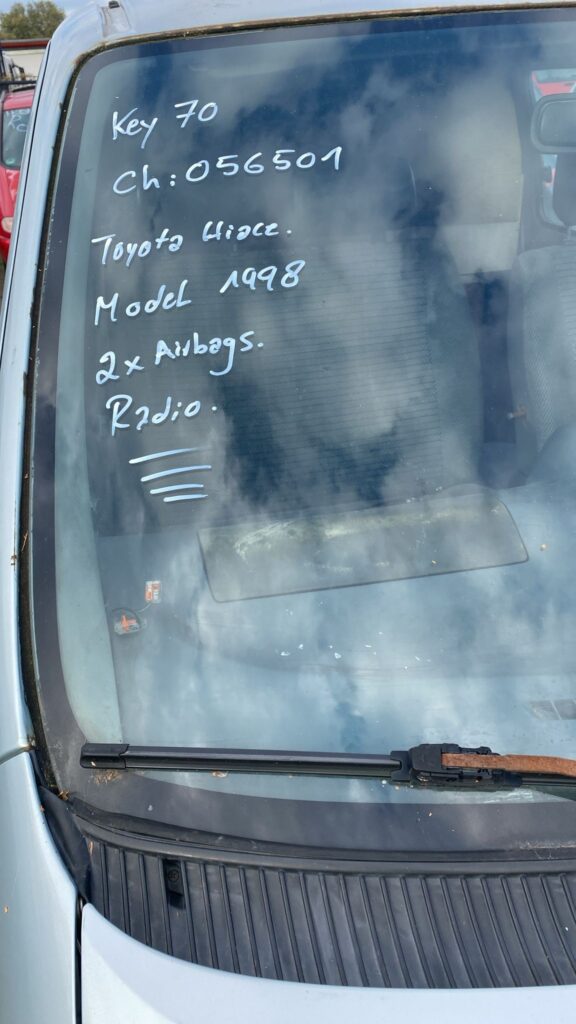 Key 70
Ch: 056501
Toyota Hiace.
Model 1998
2x Airbags.
Radio.